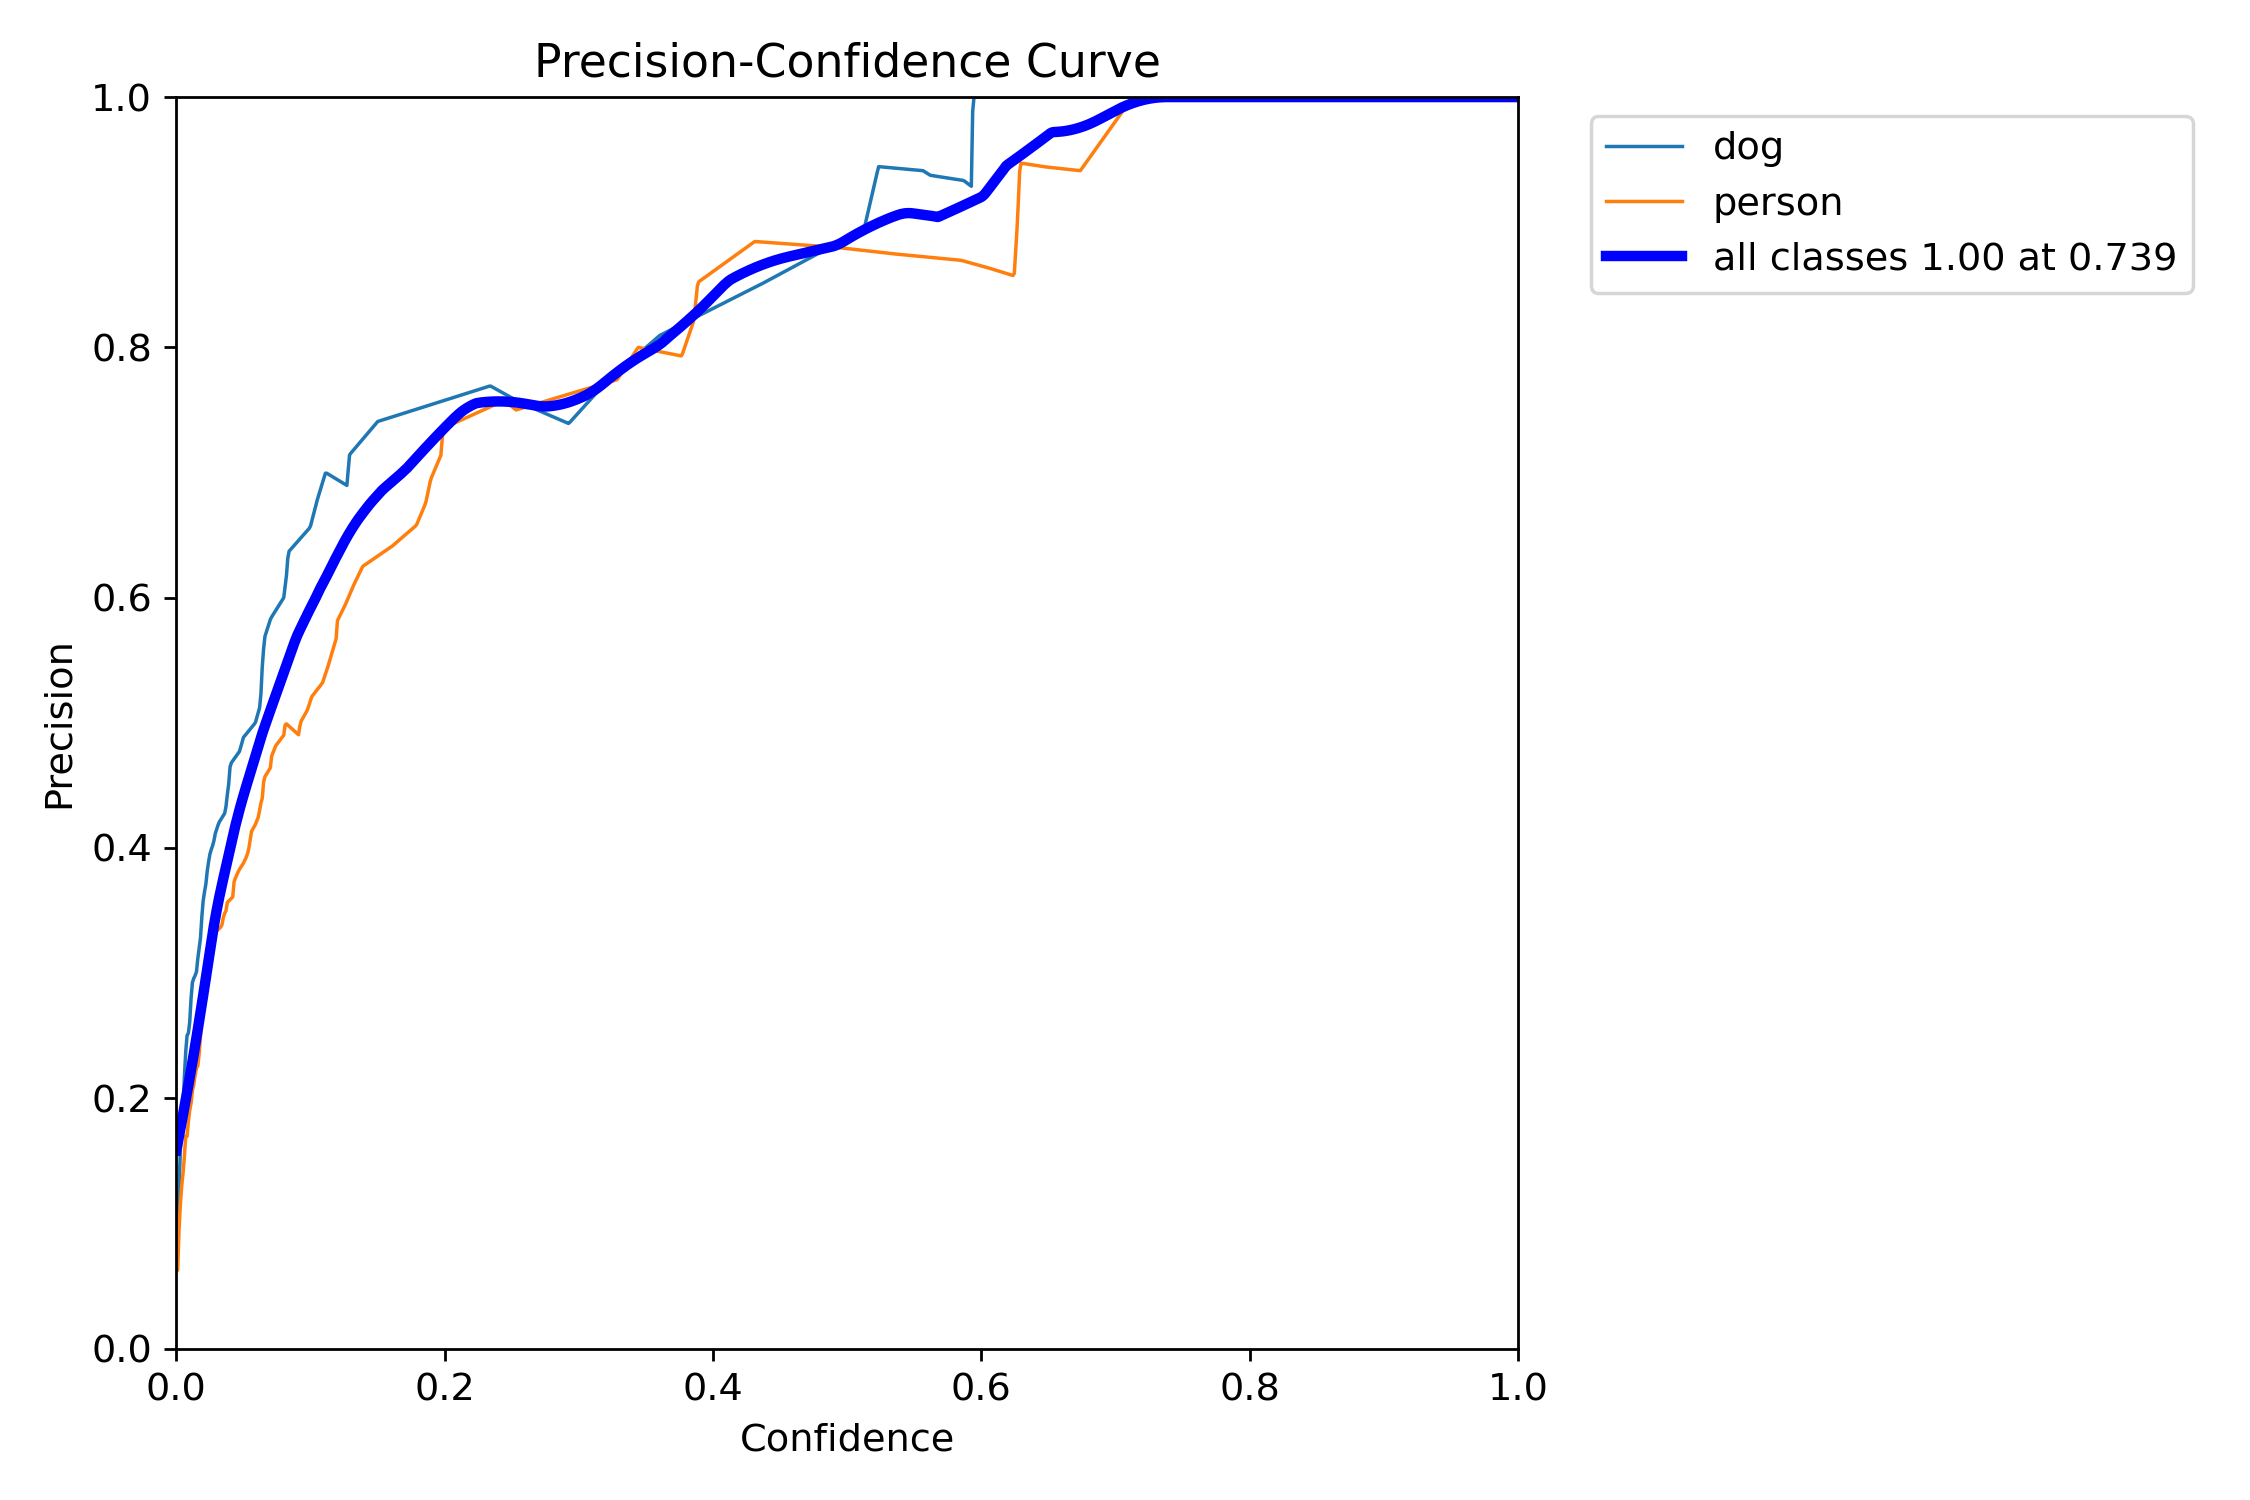 Precision-Confidence Curve
1.0
0.8
0.6
0.4
0.2
0.0
Precision
0.0 0.2 0.4 0.6 0.8 1.0
Confidence
dog
person
all classes 1.00 at 0.739